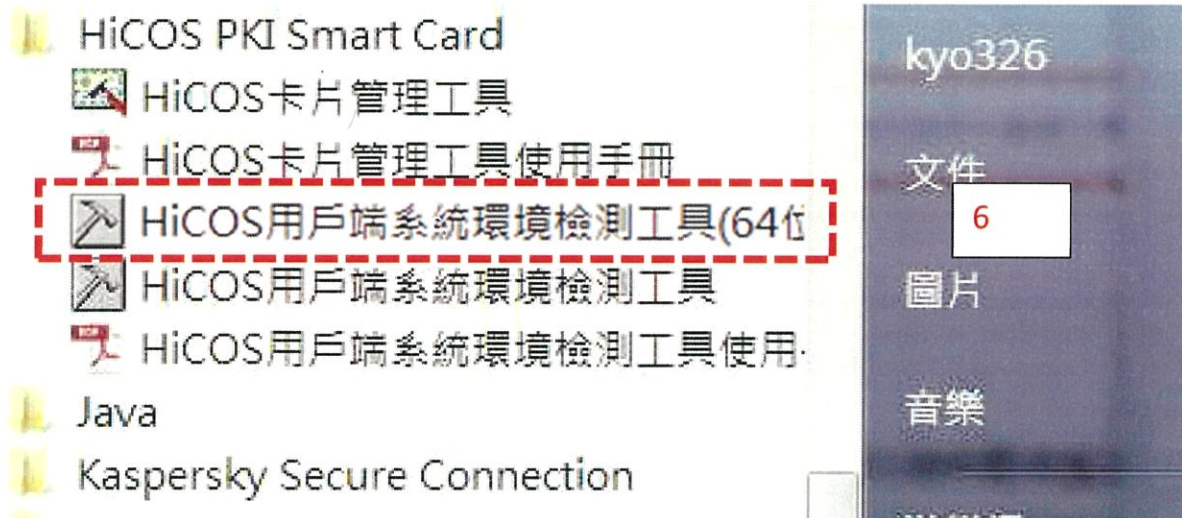 HiCOS PKI Smart Card
HiCOS卡片管理工具
HiCOS卡片管理工具使用手冊
HiCOS用戶端系統環境檢測工具(64位
HiCOS用戶端系統環境檢測工具
HiCOS用戶端系統環境檢測工具使用
Java
Kaspersky Secure Connection
kyo326
文件
6
圖片
音樂